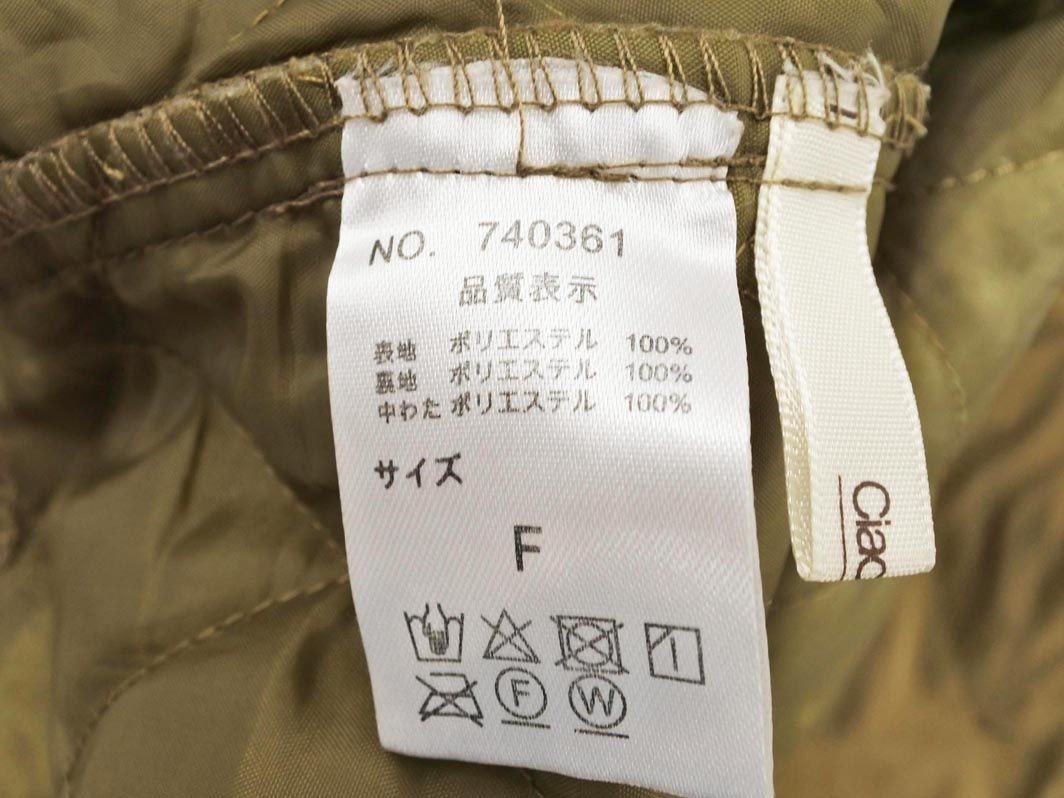 NO. 740361
品質表示
表地 ポリエステル 100%
裏地 ポリエステル 100%
中わた ポリエステル 100%
サイズ
F
F W